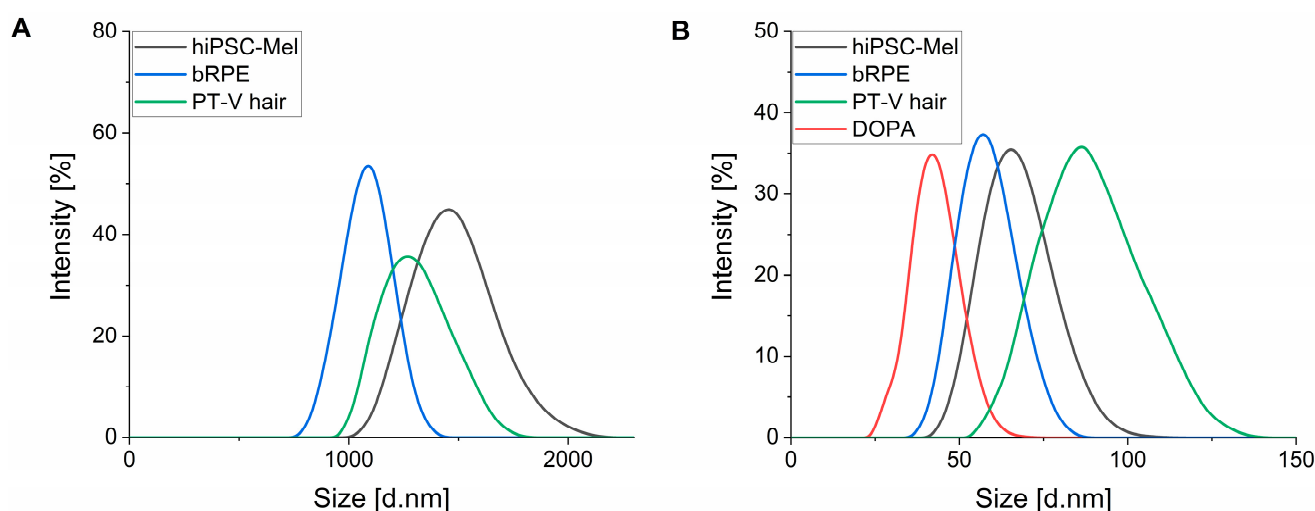 A
80
60
40
20
0
Intensity [%]
hiPSC-Mel
bRPE
PT-V hair
0
1000
2000
Size [d.nm]
B
50
40
30
20
10
0
Intensity [%]
hiPSC-Mel
bRPE
PT-V hair
DOPA
0
50
100
150
Size [d.nm]